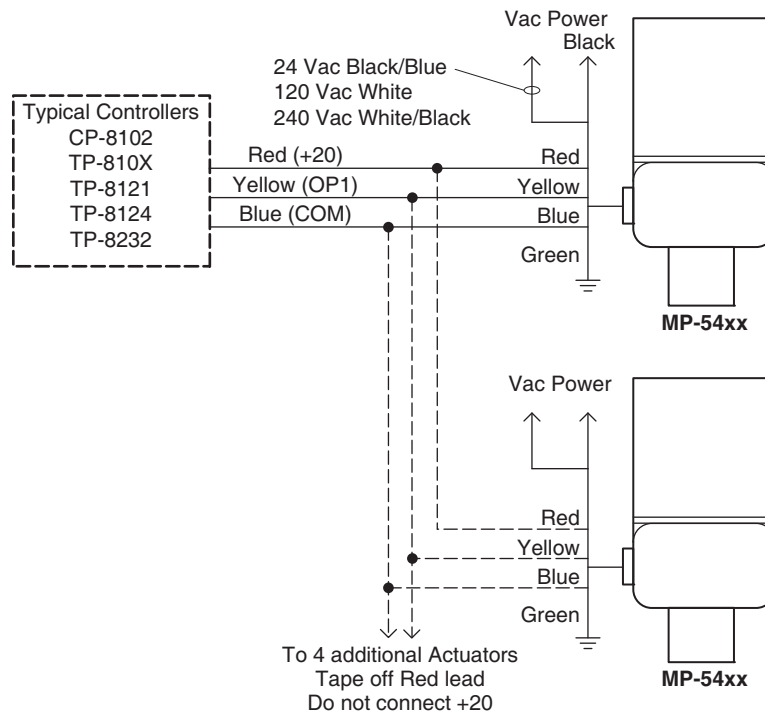 Vac Power
Black
24 Vac Black/Blue
120 Vac White
240 Vac White/Black
Typical Controllers
CP-8102
TP-810X
TP-8121
TP-8124
TP-8232
Red (+20)
Yellow (OP1)
Blue (COM)
Red
Yellow
Blue
Green
MP-54xx
Vac Power
Red
Yellow
Blue
Green
MP-54xx
To 4 additional Actuators
Tape off Red lead
Do not connect +20